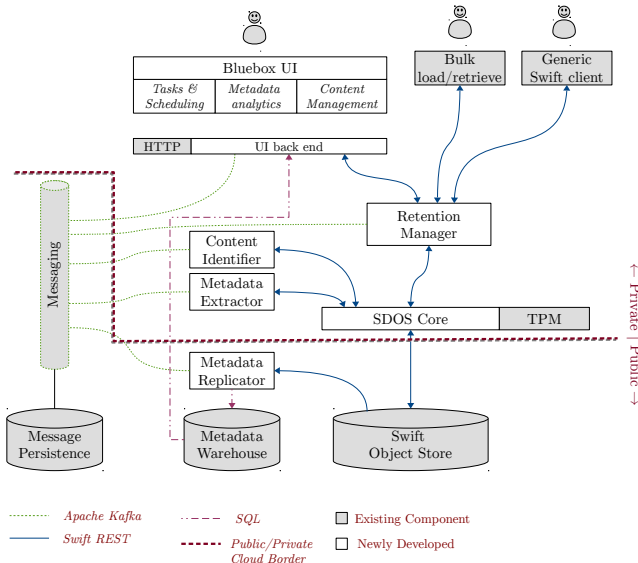 Bluebox UI
Tasks &
Scheduling
Metadata
analytics
Content
Management
Bulk
load/retrieve
Generic
Swift client
HTTP
UI back end
Messaging
Retention
Manager
Content
Identifier
Metadata
Extractor
SDOS Core
TPM
← Private | Public →
Metadata
Replicator
Message
Persistence
Metadata
Warehouse
Swift
Object Store
Apache Kafka
Swift REST
SQL
Public/Private
Cloud Border
Existing Component
Newly Developed